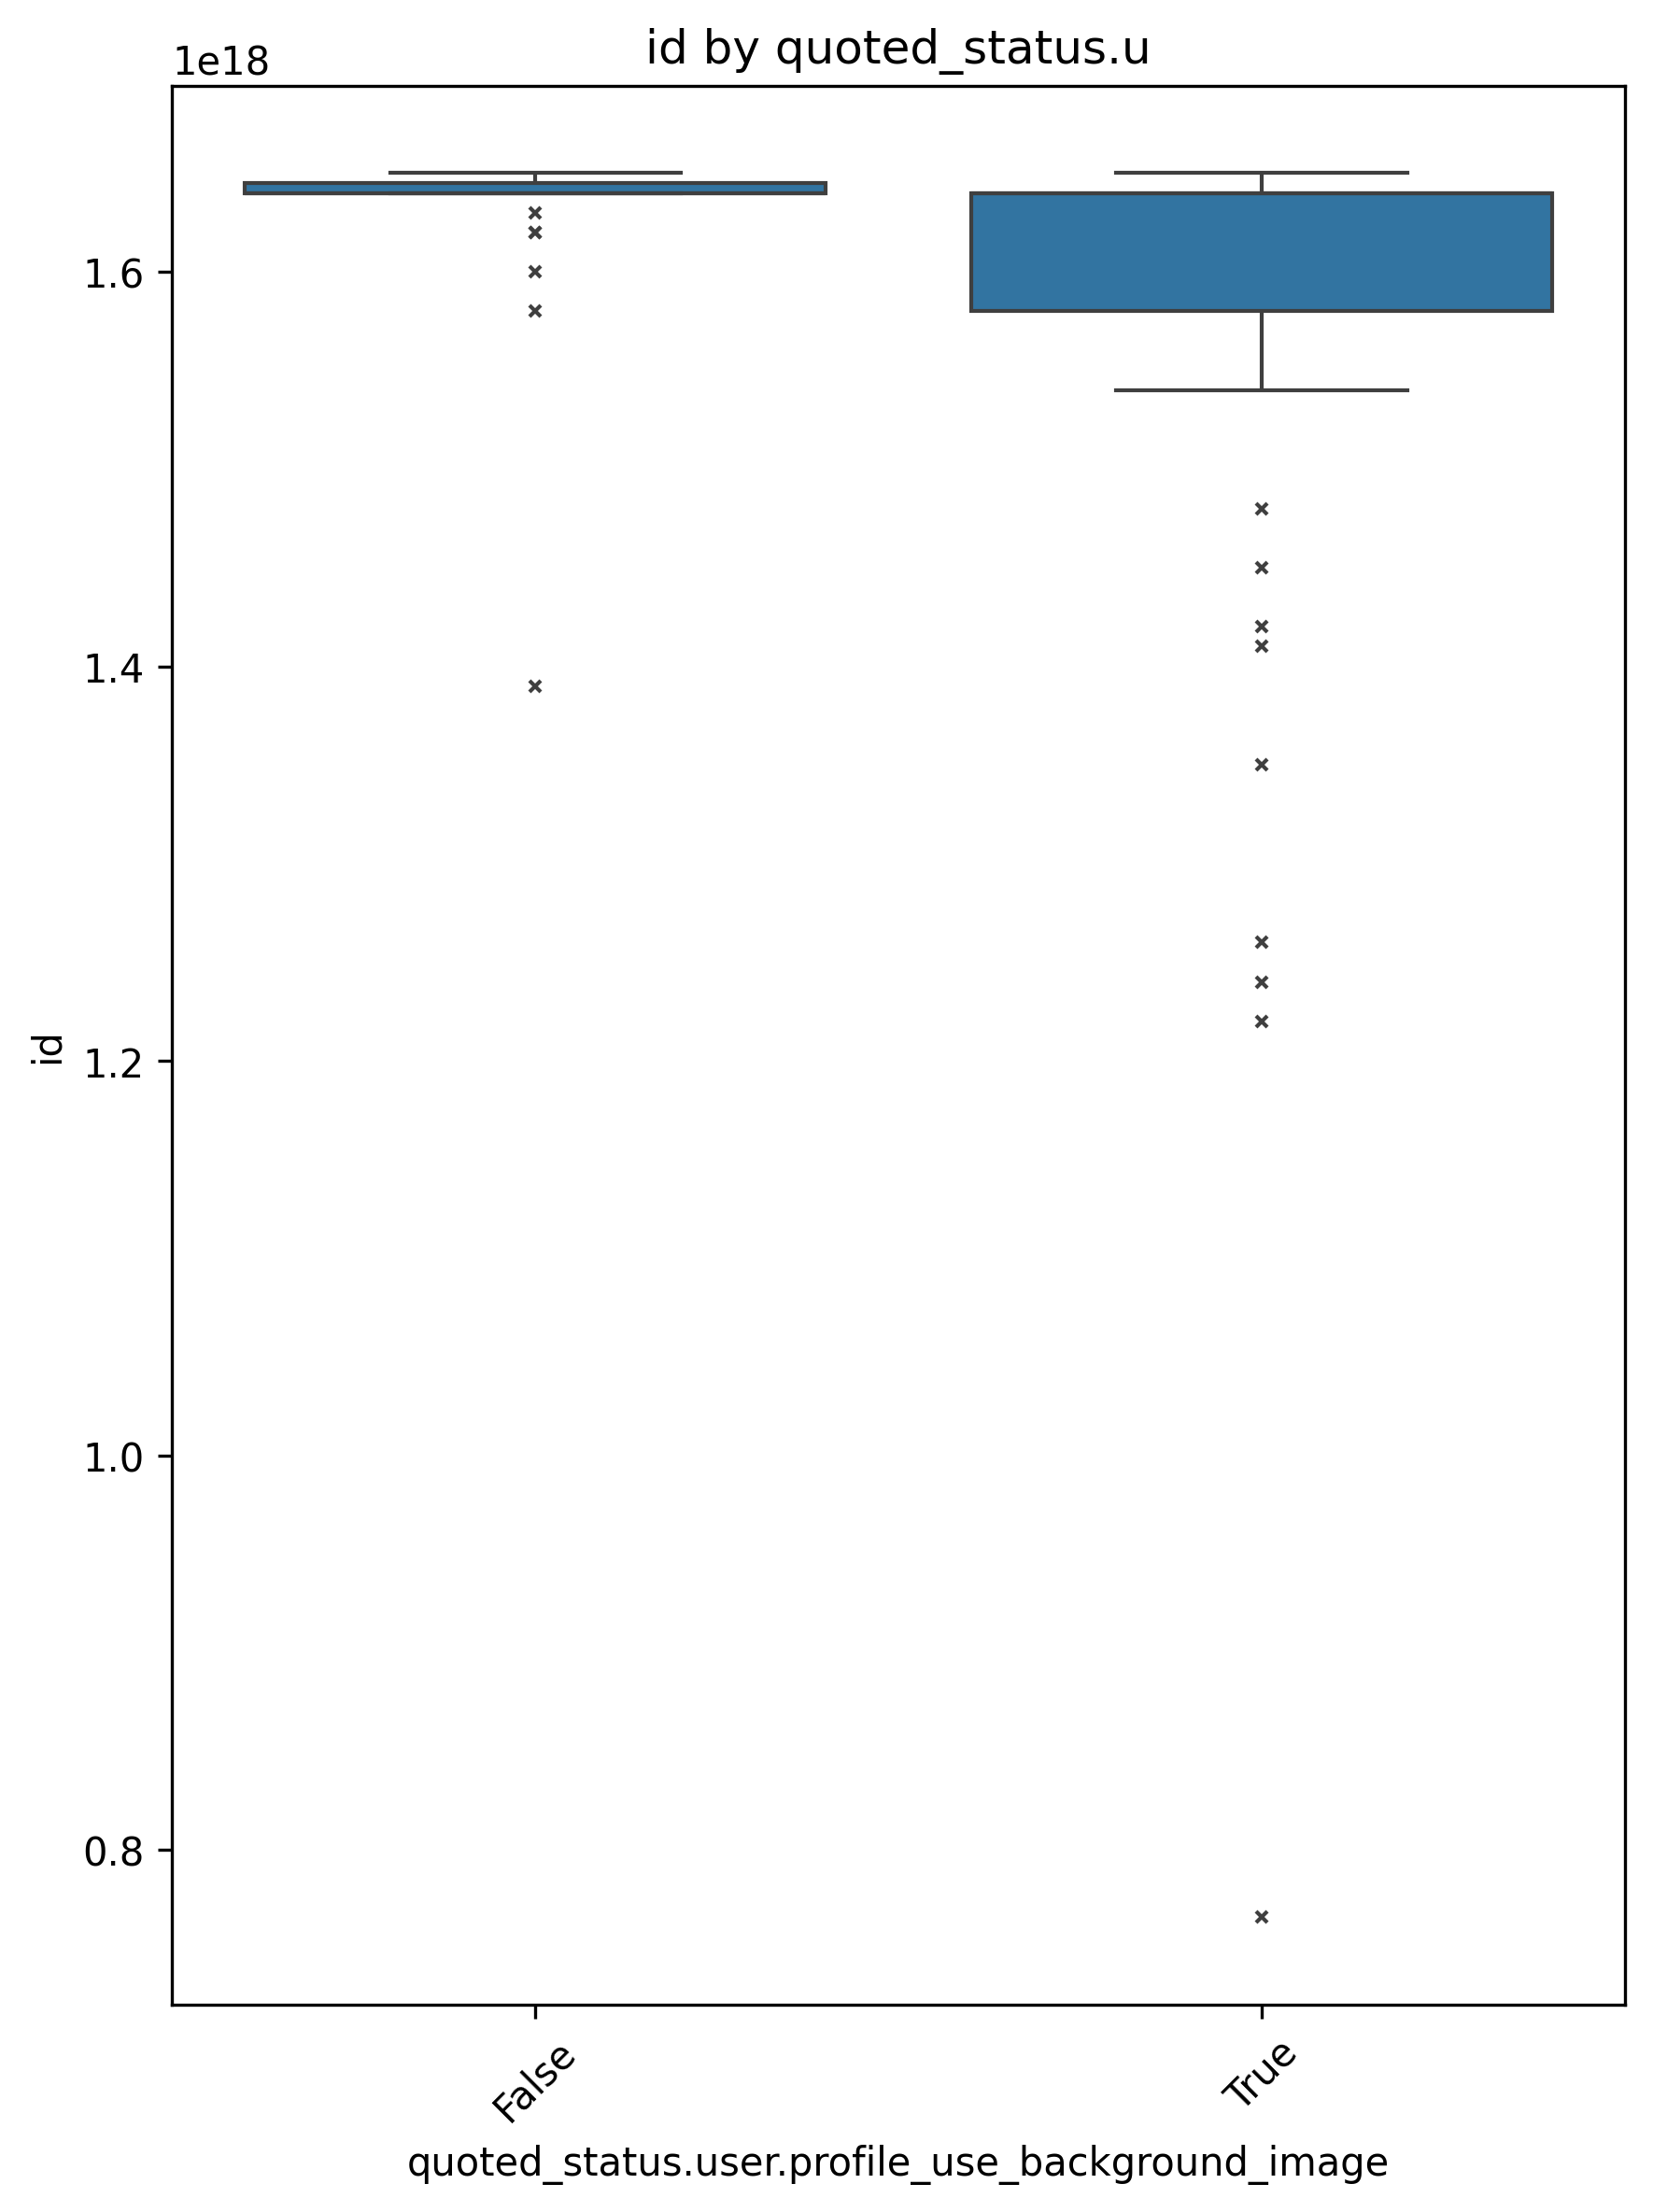 id by quoted_status.u
1e18
1.6
1.4
1.2
1.0
0.8
id
False
True
quoted_status.user.profile_use_background_image